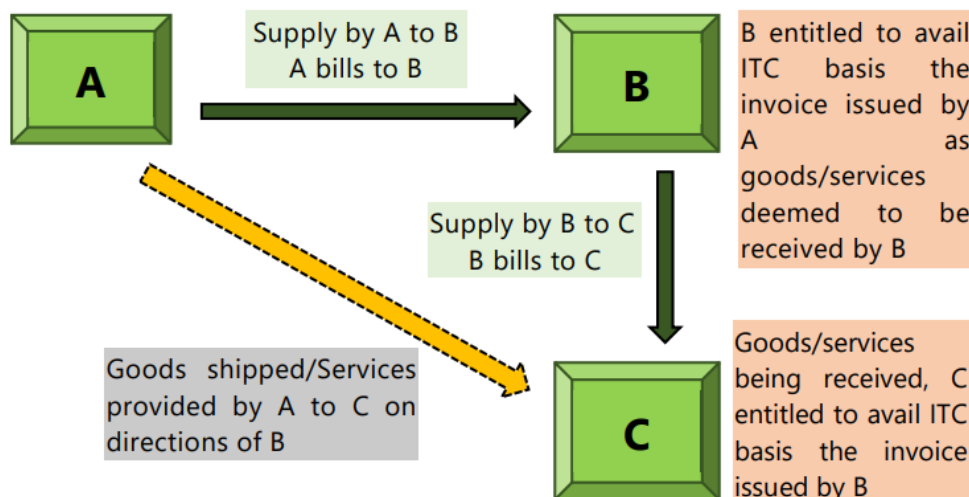 A
Supply by A to B
A bills to B
B
B entitled to avail
ITC basis the
invoice issued by
A as
goods/services
deemed to be
received by B
Supply by B to C
B bills to C
Goods shipped/Services
provided by A to C on
directions of B
C
Goods/services
being received, C
entitled to avail ITC
basis the invoice
issued by B